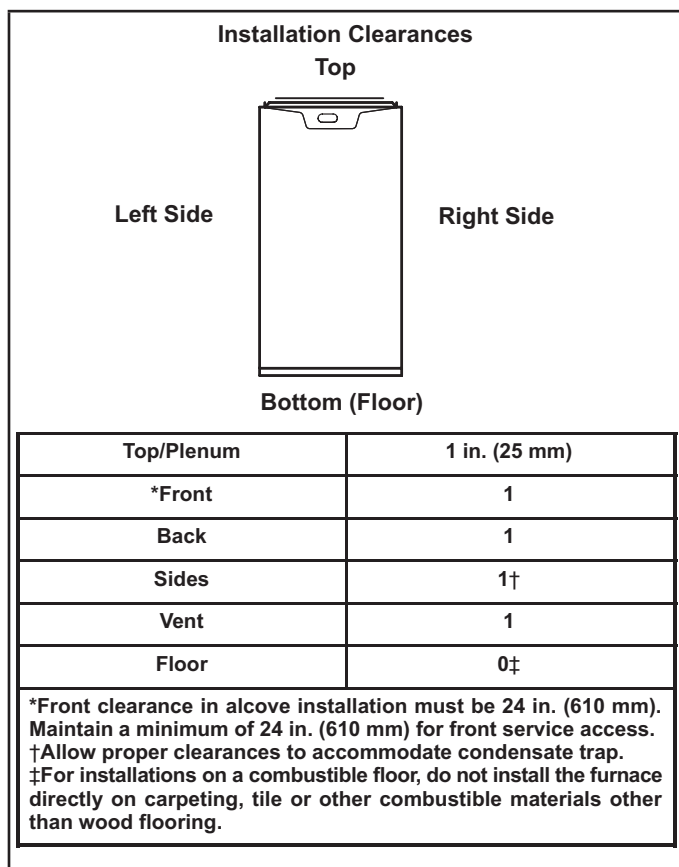 Installation Clearances
Top
Left Side
Right Side
Bottom (Floor)
Top/Plenum 1 in. (25 mm)
*Front 1
Back 1
Sides 1†
Vent 1
Floor 0‡
*Front clearance in alcove installation must be 24 in. (610 mm).
Maintain a minimum of 24 in. (610 mm) for front service access.
†Allow proper clearances to accommodate condensate trap.
‡For installations on a combustible floor, do not install the furnace
directly on carpeting, tile or other combustible materials other
than wood flooring.